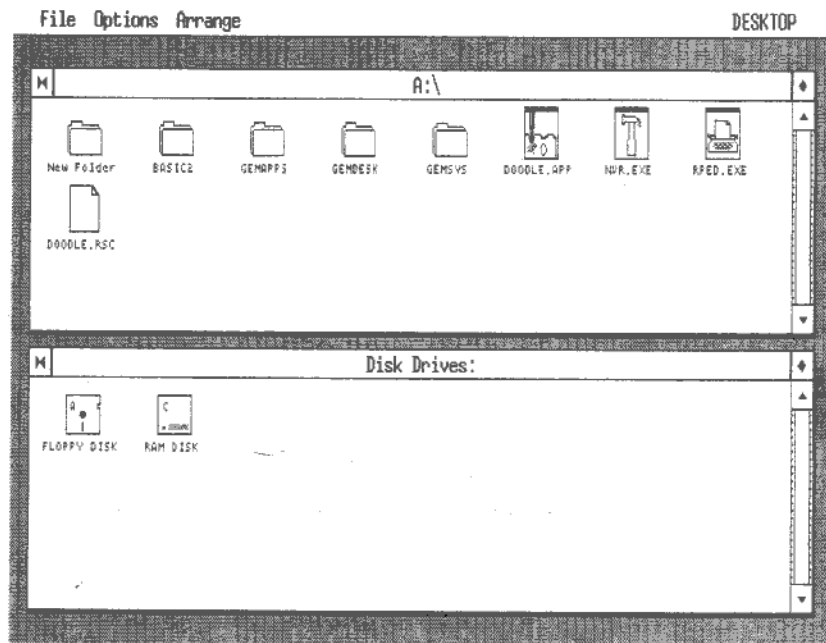 File Options Arrange DESKTOP
A:\
New Folder BASIC2 GEMAPPS GEMDESK GEMSYS DOODLE.APP NVR.EXE RPED.EXE
DOODLE.RSC
Disk Drives:
A C
FLOPPY DISK RAM DISK